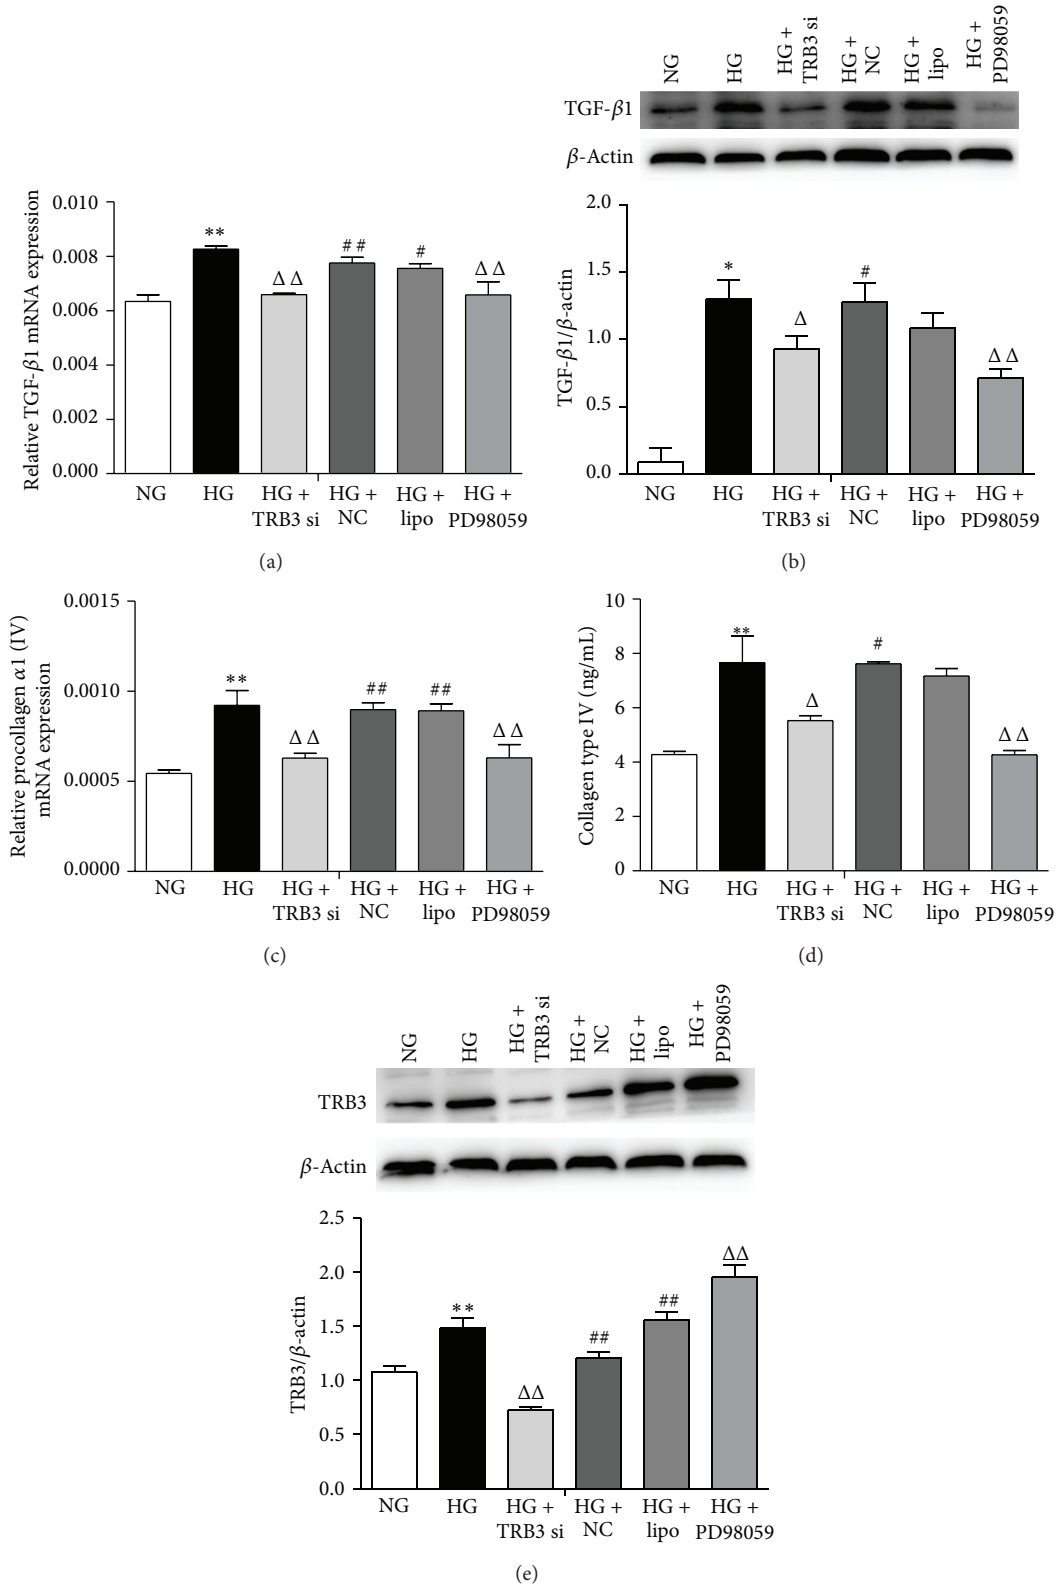 NG
HG
HG +
TRB3 si
HG +
NC
HG +
lipo
HG +
PD98059
TGF-β1
β-Actin
Relative TGF-β1 mRNA expression
0.010
0.008
0.006
0.004
0.002
0.000
**
Δ Δ
# #
#
Δ Δ
NG
HG
HG +
TRB3 si
HG +
NC
HG +
lipo
HG +
PD98059
(a)
TGF-β1/β-actin
2.0
1.5
1.0
0.5
0.0
*
Δ
#
Δ Δ
NG
HG
HG +
TRB3 si
HG +
NC
HG +
lipo
HG +
PD98059
(b)
Relative procollagen α1 (IV)
mRNA expression
0.0015
0.0010
0.0005
0.0000
**
Δ Δ
##
##
Δ Δ
NG
HG
HG +
TRB3 si
HG +
NC
HG +
lipo
HG +
PD98059
(c)
Collagen type IV (ng/mL)
10
8
6
4
2
0
**
Δ
#
Δ Δ
NG
HG
HG +
TRB3 si
HG +
NC
HG +
lipo
HG +
PD98059
(d)
NG
HG
HG +
TRB3 si
HG +
NC
HG +
lipo
HG +
PD98059
TRB3
β-Actin
TRB3/β-actin
2.5
2.0
1.5
1.0
0.5
0.0
**
ΔΔ
##
##
ΔΔ
NG
HG
HG +
TRB3 si
HG +
NC
HG +
lipo
HG +
PD98059
(e)